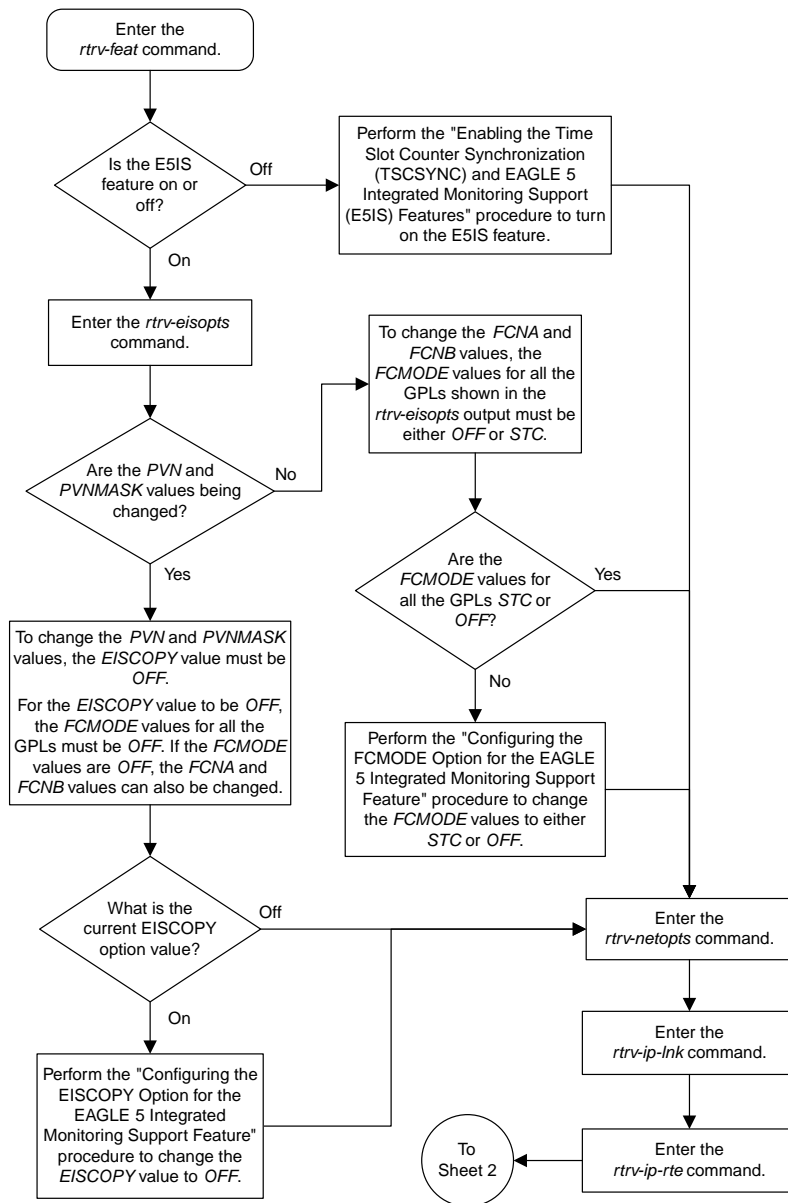 Enter the
rtrv-feat command.
Is the E5IS
feature on or
off?
Off
On
Perform the "Enabling the Time
Slot Counter Synchronization
(TSCSYNC) and EAGLE 5
Integrated Monitoring Support
(E5IS) Features" procedure to turn
on the E5IS feature.
Enter the rtrv-eisopts
command.
Are the PVN and
PVNMASK values being
changed?
No
Yes
To change the FCNA and
FCNB values, the
FCMODE values for all the
GPLs shown in the
rtrv-eisopts output must be
either OFF or STC.
Are the
FCMODE values for
all the GPLs STC or
OFF?
Yes
No
To change the PVN and PVNMASK
values, the EISCOPY value must be
OFF.
For the EISCOPY value to be OFF,
the FCMODE values for all the
GPLs must be OFF. If the FCMODE
values are OFF, the FCNA and
FCNB values can also be changed.
Perform the "Configuring the
FCMODE Option for the EAGLE
5 Integrated Monitoring Support
Feature" procedure to change
the FCMODE values to either
STC or OFF.
What is the
current EISCOPY
option value?
Off
On
Enter the
rtrv-netopts command.
Enter the
rtrv-ip-lnk command.
Perform the "Configuring the
EISCOPY Option for the
EAGLE 5 Integrated
Monitoring Support Feature"
procedure to change the
EISCOPY value to OFF.
Enter the
rtrv-ip-rte command.
To
Sheet 2